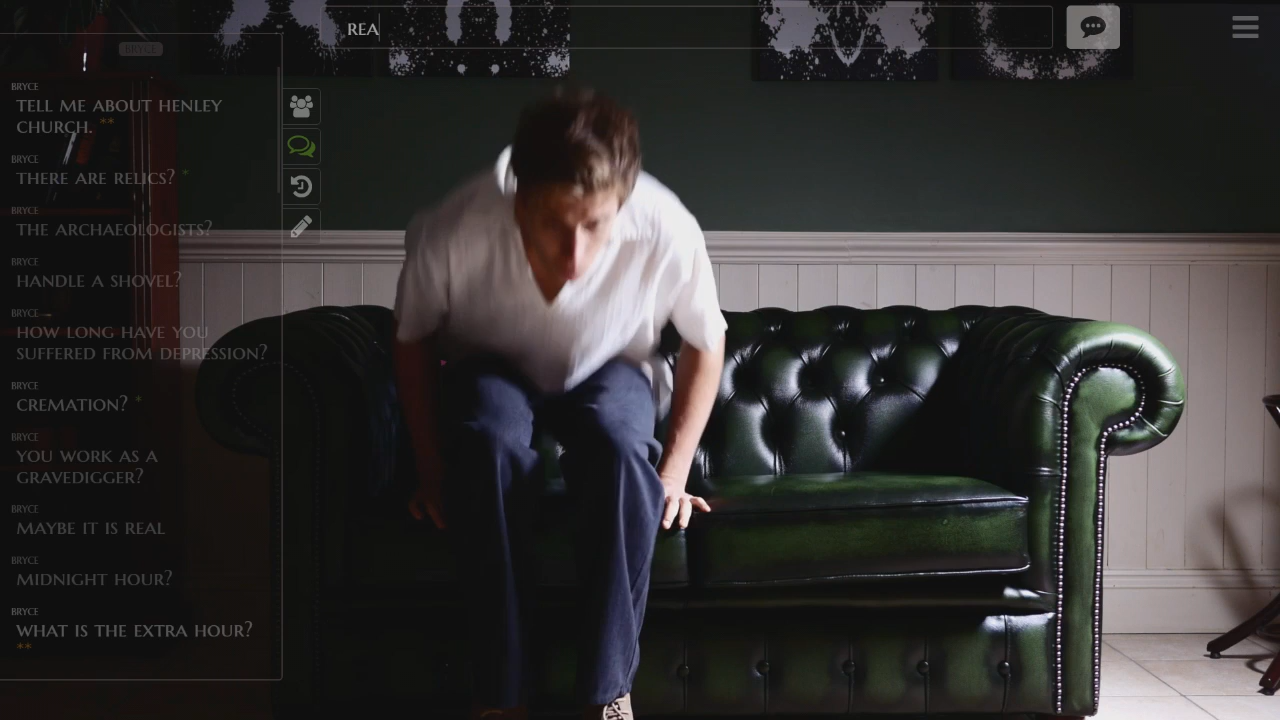 REA
BRYCE
BRYCE
TELL ME ABOUT HENLEY
CHURCH. **
BRYCE
THERE ARE RELICS? *
BRYCE
THE ARCHAEOLOGISTS?
BRYCE
HANDLE A SHOVEL?
BRYCE
HOW LONG HAVE YOU
SUFFERED FROM DEPRESSION?
BRYCE
CREMATION? *
BRYCE
YOU WORK AS A
GRAVEDIGGER?
BRYCE
MAYBE IT IS REAL
BRYCE
MIDNIGHT HOUR?
BRYCE
WHAT IS THE EXTRA HOUR?
**